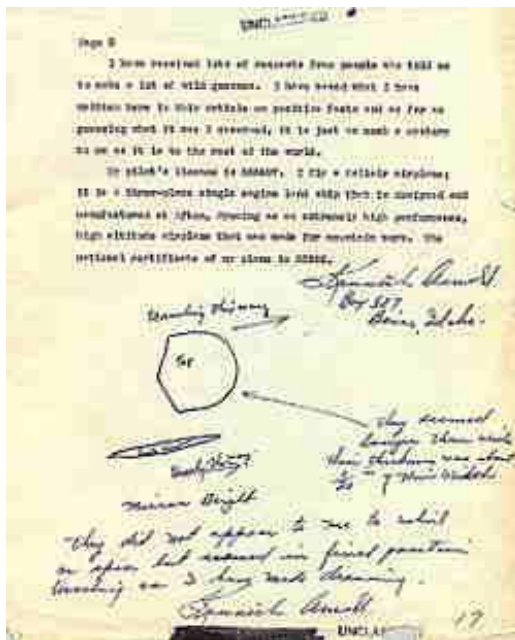 UNCLASSIFIED
Page 8
I have received lots of requests from people who told me
to make a lot of wild guesses. I have based what I have
written here in this article on positive facts and as far as
guessing what it was I observed, it is just as much a mystery
to me as it is to the rest of the world.
My pilot's license is I fly a Callair airplane;
it is a three-place single engine land ship that is designed and
manufactured at Afton, Wyoming as an extremely high performance,
high altitude airplane that was made for mountain work. The
national certificate of my plane is
Kenneth Arnold
Box 387
Boise, Idaho.
they seemed
longer than wide
their thickness was about
1/20 th of their width
Mirror Bright
They did not appear to me to whirl
or spin but seemed in fixed position
traveling as I have made drawing.
Kenneth Arnold
17